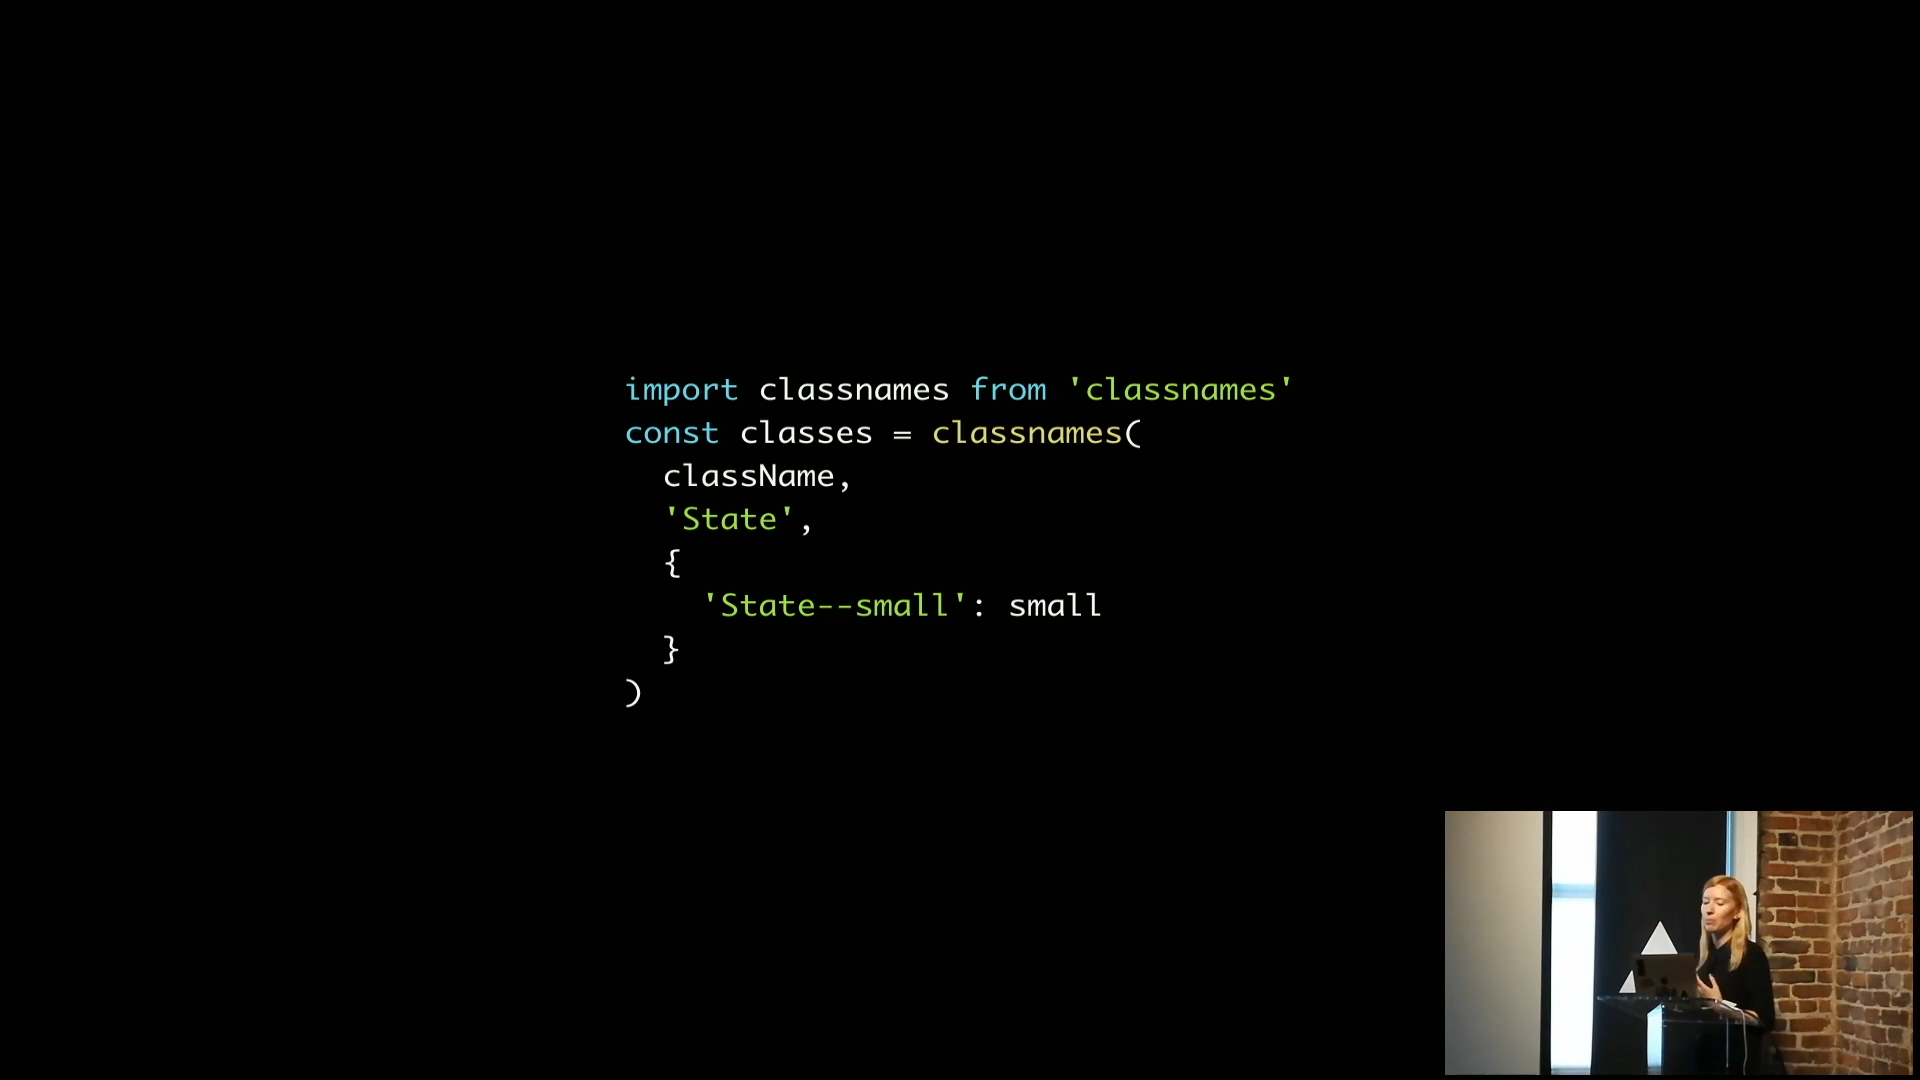 import classnames from 'classnames'
const classes = classnames(
  className,
  'State',
  {
    'State--small': small
  }
)